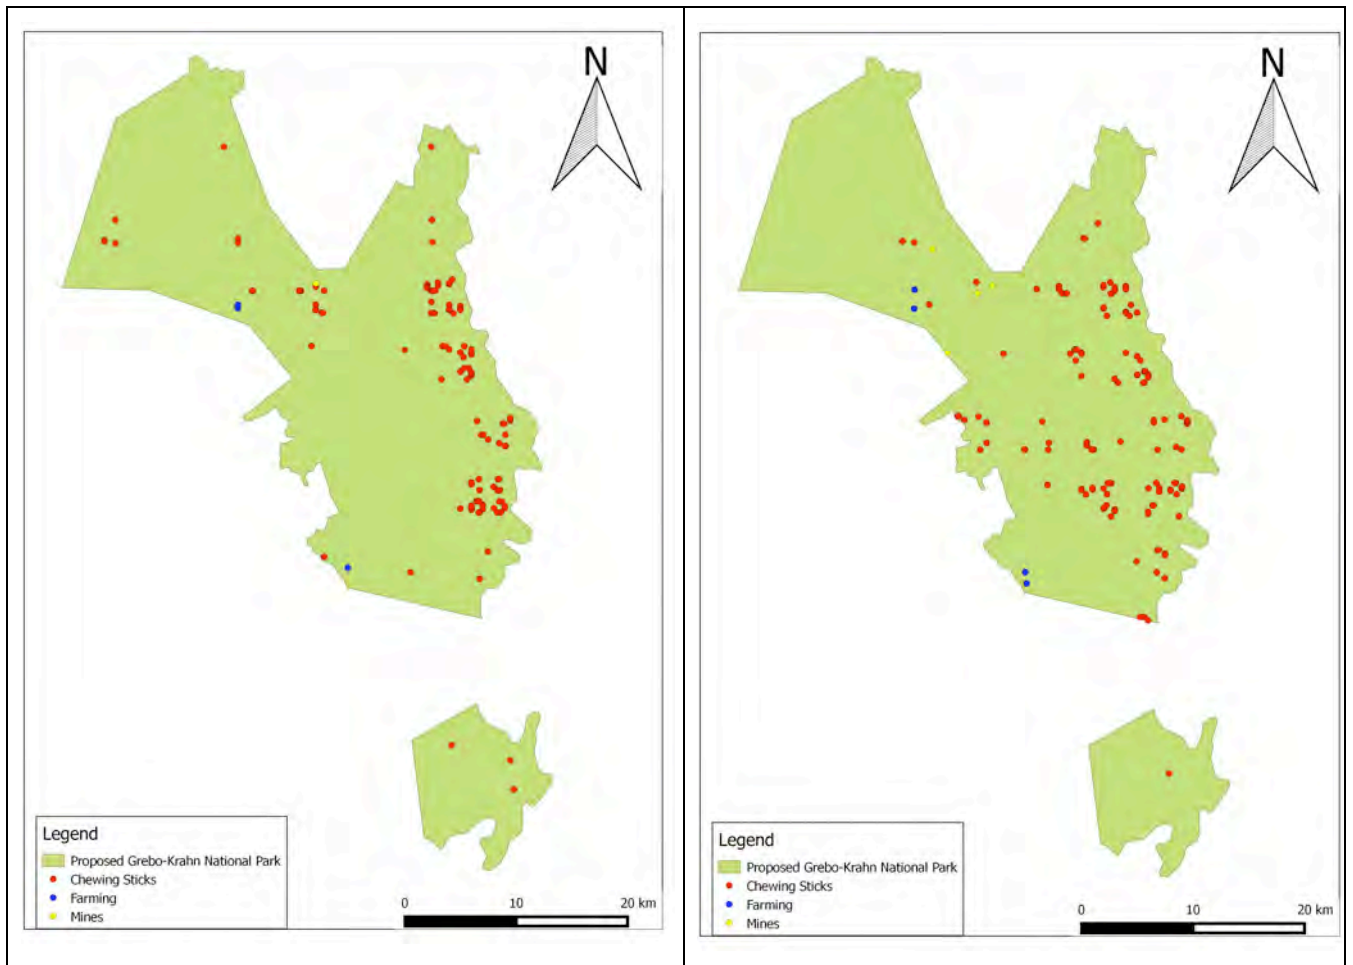 N
Legend
Proposed Grebo-Krahn National Park
Chewing Sticks
Farming
Mines
0 10 20 km
N
Legend
Proposed Grebo-Krahn National Park
Chewing Sticks
Farming
Mines
0 10 20 km